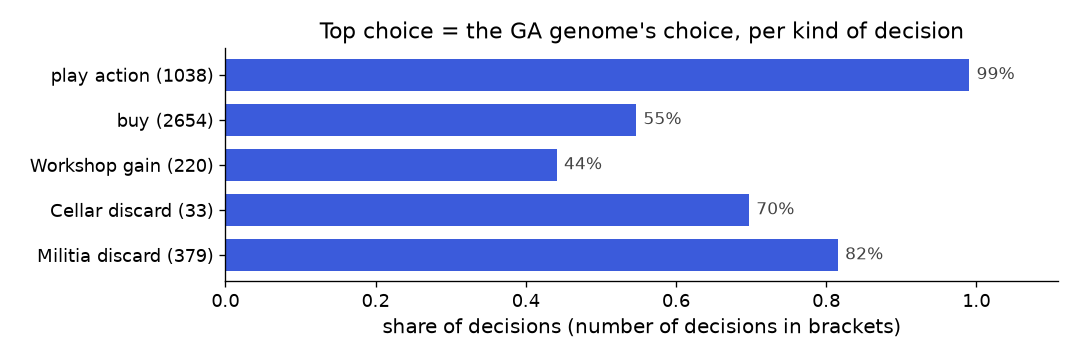 Top choice = the GA genome's choice, per kind of decision
play action (1038)
99%
buy (2654)
55%
Workshop gain (220)
44%
Cellar discard (33)
70%
Militia discard (379)
82%
0.0 0.2 0.4 0.6 0.8 1.0
share of decisions (number of decisions in brackets)